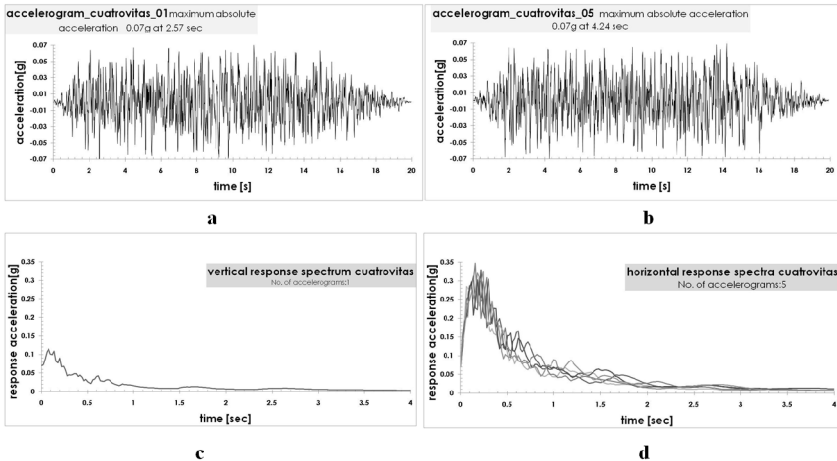 accelerogram_cuatrovitas_01 maximum absolute
acceleration 0.07g at 2.57 sec
0.07
0.05
0.03
0.01
-0.01
-0.03
-0.05
-0.07
acceleration[g]
0 2 4 6 8 10 12 14 16 18 20
time [s]
a
accelerogram_cuatrovitas_05 maximum absolute acceleration
0.07g at 4.24 sec
0.07
0.05
0.03
0.01
-0.01
-0.03
-0.05
-0.07
acceleration[g]
0 2 4 6 8 10 12 14 16 18 20
time [s]
b
vertical response spectrum cuatrovitas
No. of accelerograms:1
0.35
0.3
0.25
0.2
0.15
0.1
0.05
0
response acceleration[g]
0 0.5 1 1.5 2 2.5 3 3.5 4
time [sec]
c
horizontal response spectra cuatrovitas
No. of accelerograms:5
0.35
0.3
0.25
0.2
0.15
0.1
0.05
0
response acceleration[g]
0 0.5 1 1.5 2 2.5 3 3.5 4
time [sec]
d